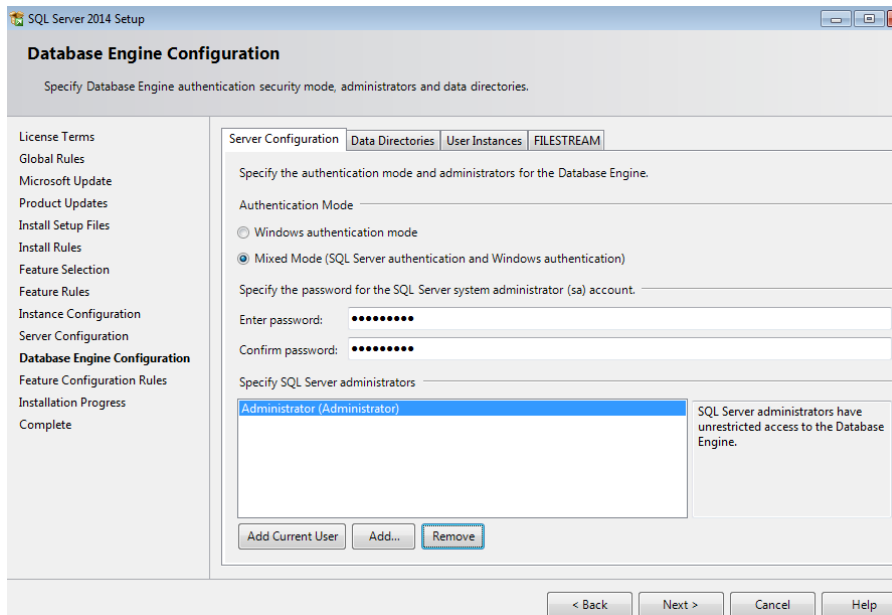 SQL Server 2014 Setup
Database Engine Configuration
Specify Database Engine authentication security mode, administrators and data directories.
License Terms
Global Rules
Microsoft Update
Product Updates
Install Setup Files
Install Rules
Feature Selection
Feature Rules
Instance Configuration
Server Configuration
Database Engine Configuration
Feature Configuration Rules
Installation Progress
Complete
Server Configuration Data Directories User Instances FILESTREAM
Specify the authentication mode and administrators for the Database Engine.
Authentication Mode
Windows authentication mode
Mixed Mode (SQL Server authentication and Windows authentication)
Specify the password for the SQL Server system administrator (sa) account.
Enter password: ●●●●●●●●●
Confirm password: ●●●●●●●●●
Specify SQL Server administrators
Administrator (Administrator)
SQL Server administrators have
unrestricted access to the Database
Engine.
Add Current User Add... Remove
< Back Next > Cancel Help